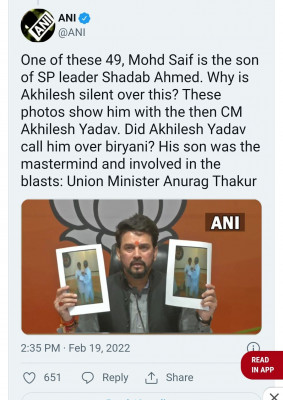 ANI
@ANI
One of these 49, Mohd Saif is the son
of SP leader Shadab Ahmed. Why is
Akhilesh silent over this? These
photos show him with the then CM
Akhilesh Yadav. Did Akhilesh Yadav
call him over biryani? His son was the
mastermind and involved in the
blasts: Union Minister Anurag Thakur
ANI
2:35 PM · Feb 19, 2022
READ
IN APP
651 Reply Share